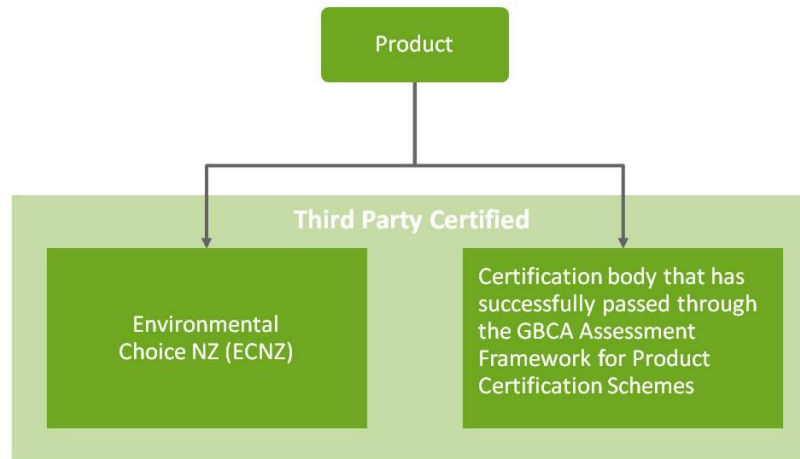 Product
Third Party Certified
Environmental
Choice NZ (ECNZ)
Certification body that has
successfully passed through
the GBCA Assessment
Framework for Product
Certification Schemes